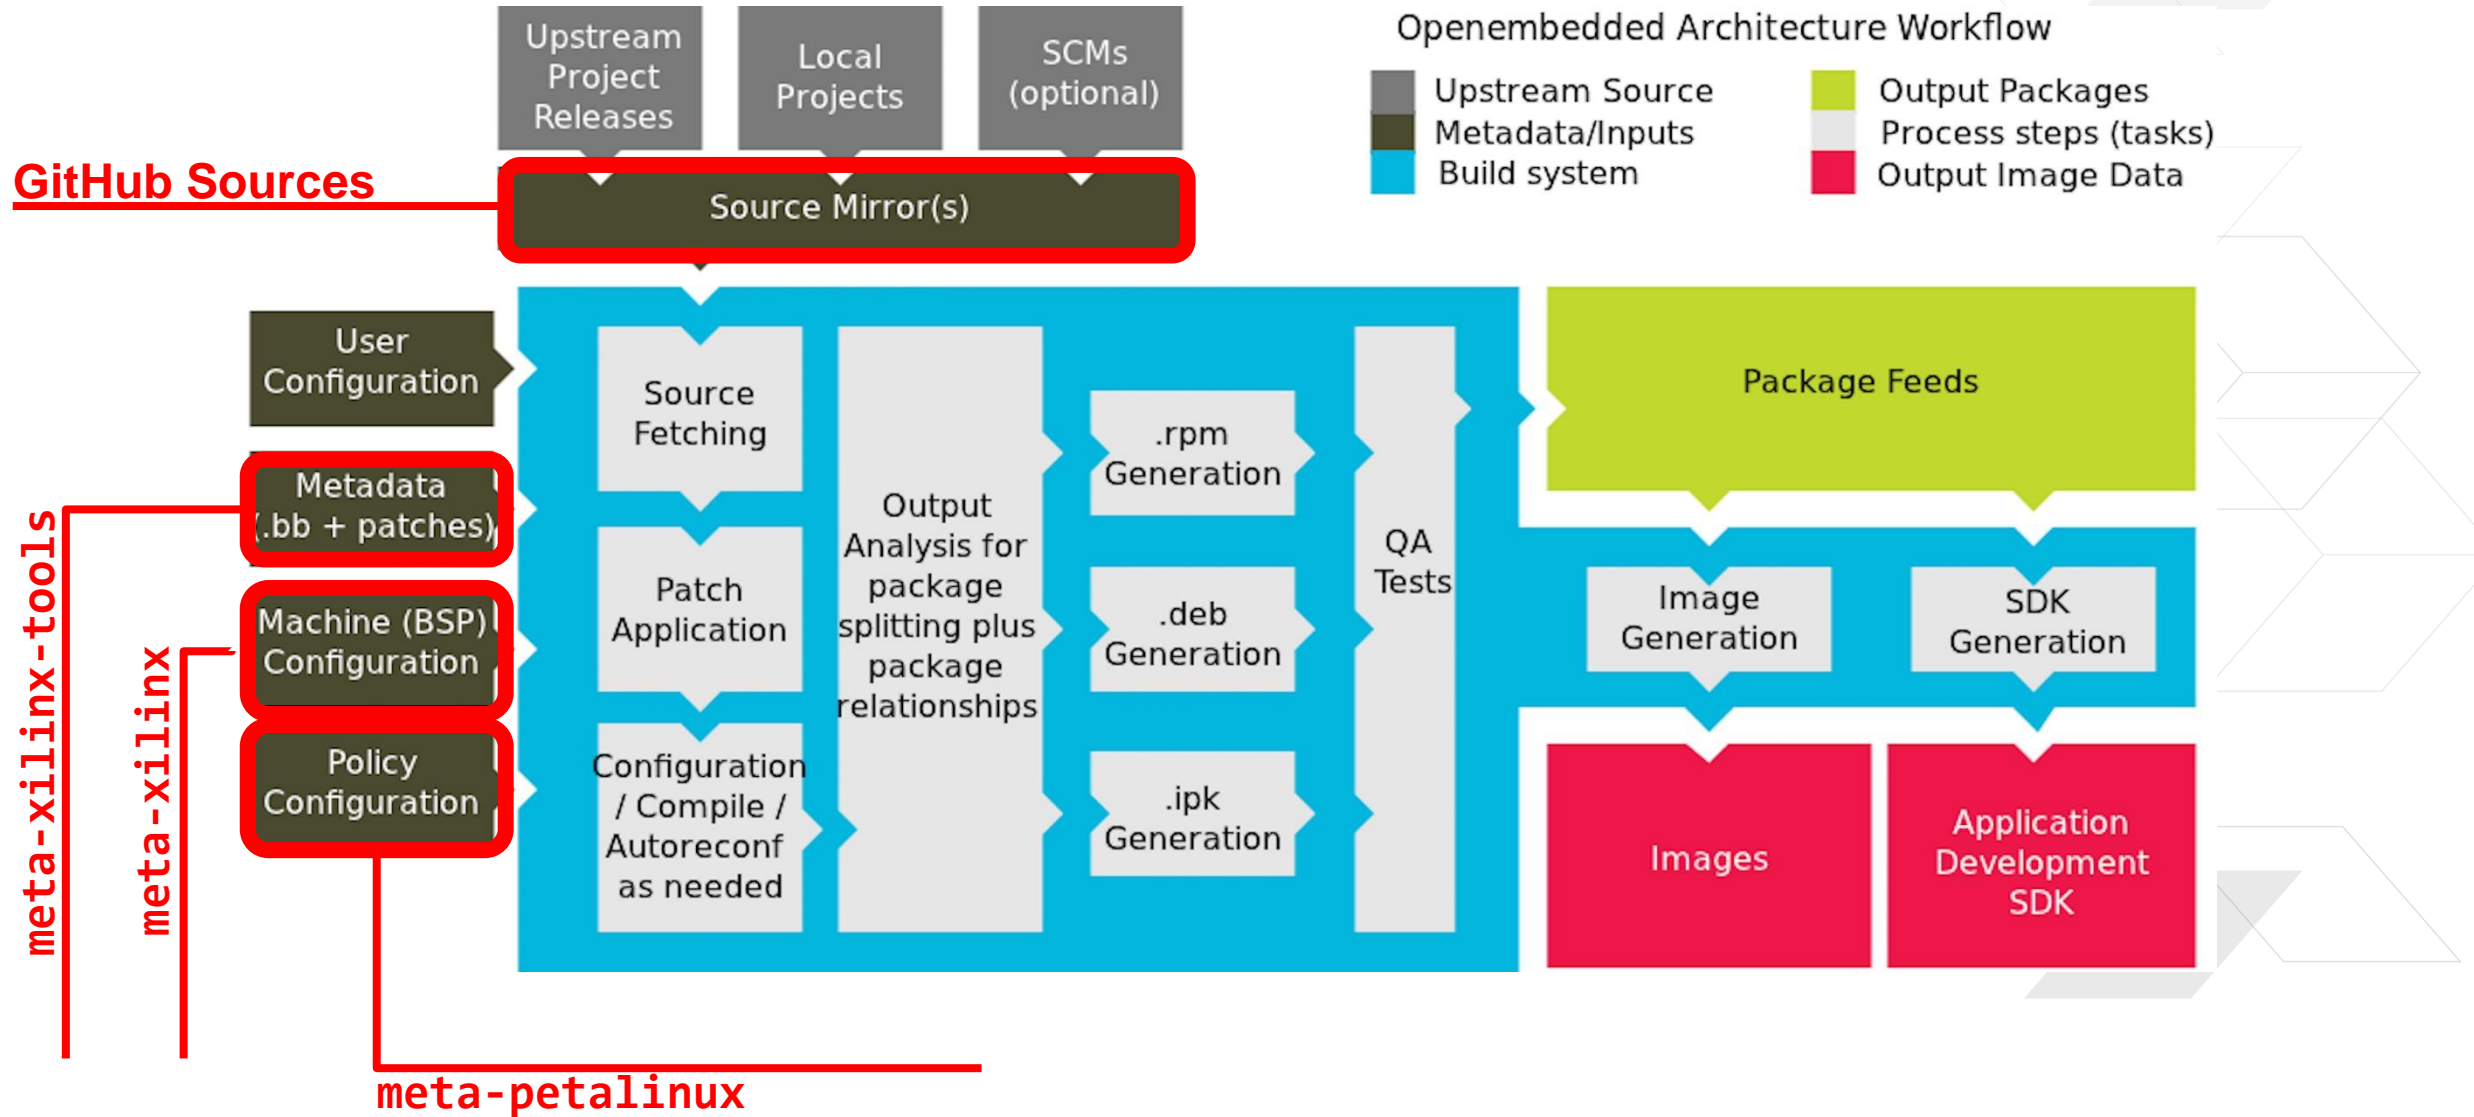 Upstream
Project
Releases
Local
Projects
SCMs
(optional)
Openembedded Architecture Workflow
Upstream Source
Metadata/Inputs
Build system
Output Packages
Process steps (tasks)
Output Image Data
GitHub Sources
Source Mirror(s)
User
Configuration
Metadata
(.bb + patches)
Machine (BSP)
Configuration
Policy
Configuration
meta-xilinx-tools
meta-xilinx
meta-petalinux
Source
Fetching
Patch
Application
Configuration
/ Compile /
Autoreconf
as needed
Output
Analysis for
package
splitting plus
package
relationships
.rpm
Generation
.deb
Generation
.ipk
Generation
QA
Tests
Package Feeds
Image
Generation
SDK
Generation
Images
Application
Development
SDK